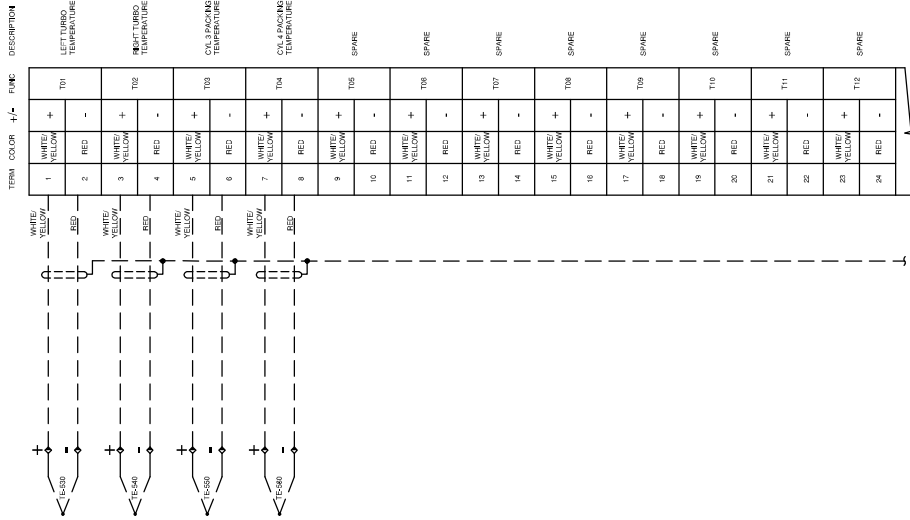 DESCRIPTION
LEFT TURBO
TEMPERATURE
RIGHT TURBO
TEMPERATURE
CYL 3 PACKING
TEMPERATURE
CYL 4 PACKING
TEMPERATURE
SPARE
SPARE
SPARE
SPARE
SPARE
SPARE
SPARE
SPARE
FUNC
T01
T02
T03
T04
T05
T06
T07
T08
T09
T10
T11
T12
+/-
+
-
+
-
+
-
+
-
+
-
+
-
+
-
+
-
+
-
+
-
+
-
+
-
COLOR
WHITE/
YELLOW
RED
WHITE/
YELLOW
RED
WHITE/
YELLOW
RED
WHITE/
YELLOW
RED
WHITE/
YELLOW
RED
WHITE/
YELLOW
RED
WHITE/
YELLOW
RED
WHITE/
YELLOW
RED
WHITE/
YELLOW
RED
WHITE/
YELLOW
RED
WHITE/
YELLOW
RED
WHITE/
YELLOW
RED
TERM
1
2
3
4
5
6
7
8
9
10
11
12
13
14
15
16
17
18
19
20
21
22
23
24
WHITE/
YELLOW
RED
WHITE/
YELLOW
RED
WHITE/
YELLOW
RED
WHITE/
YELLOW
RED
+
-
+
-
+
-
+
-
TE-530
TE-540
TE-550
TE-560